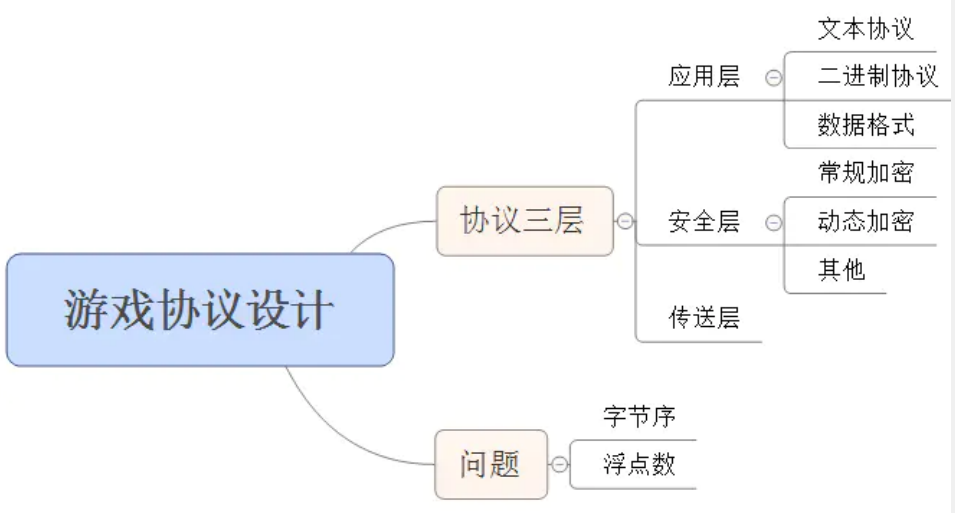 游戏协议设计
协议三层
应用层
文本协议
二进制协议
数据格式
安全层
常规加密
动态加密
其他
传送层
问题
字节序
浮点数